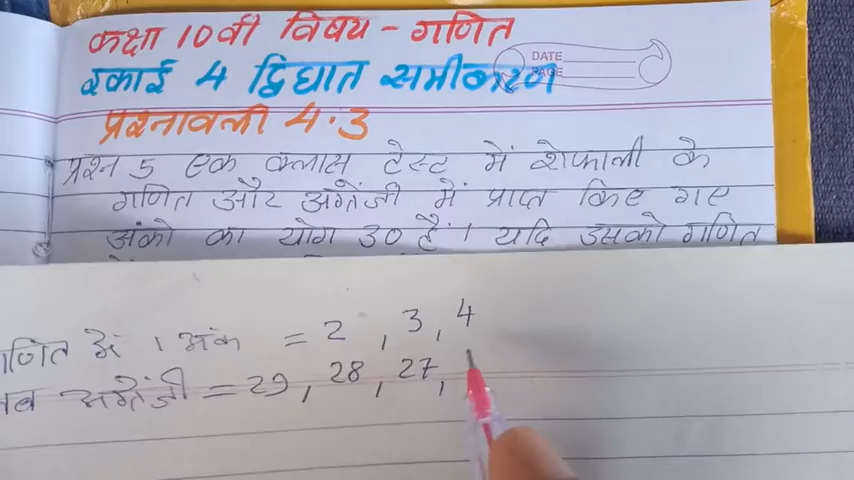 कक्षा 10वी विषय - गणित
इकाई 4 द्विघात समीकरण
DATE
PAGE
प्रश्नावली 4.3
प्रश्न 5 एक क्लास टेस्ट में शेफाली के
गणित और अंग्रेजी में प्राप्त किए गए
अंको का योग 30 है। यदि उसको गणित
गणित में 1 अंक = 2 , 3 , 4
तब अंग्रेजी = 29 , 28 , 27 ,